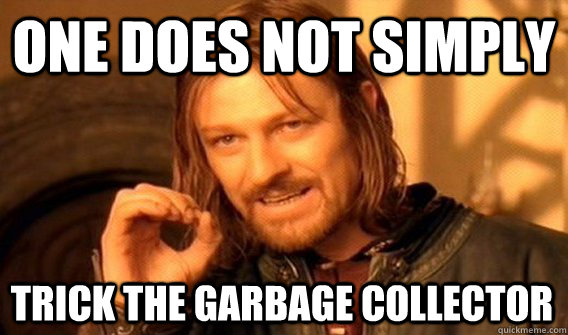 ONE DOES NOT SIMPLY
TRICK THE GARBAGE COLLECTOR
quickmeme.com